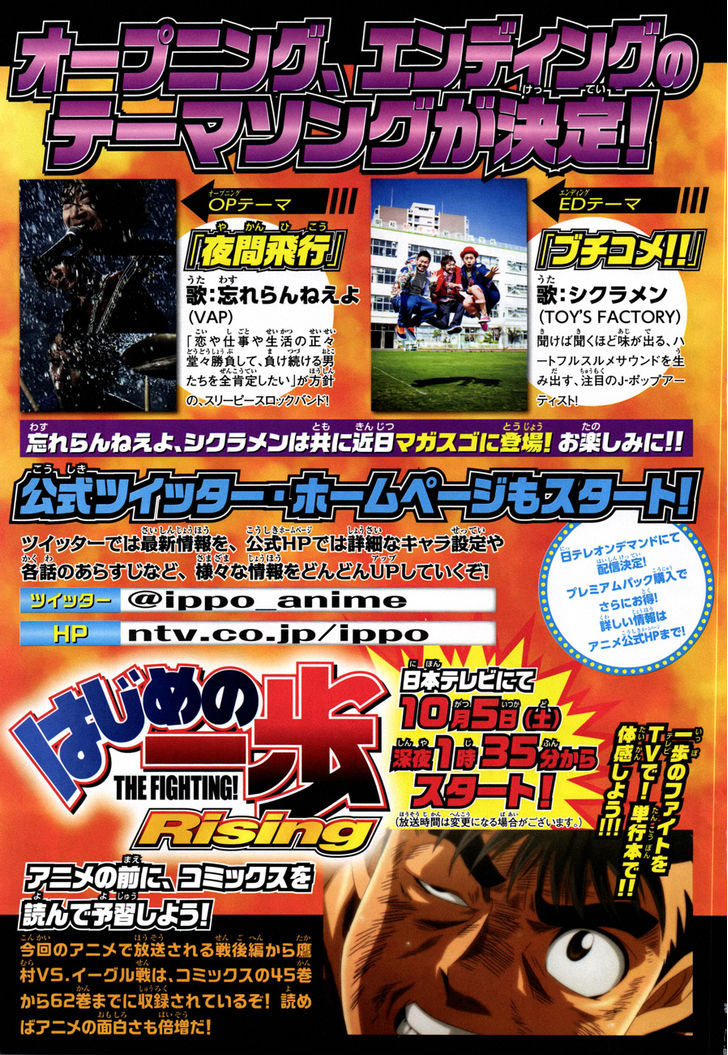 オープニング、エンディングの
テーマソングが決定!
OPテーマ
『夜間飛行』
歌:忘れらんねえよ
(VAP)
「恋や仕事や生活の正々
堂々勝負して、負け続ける男
たちを全肯定したい」が方針
の、スリーピースロックバンド!
EDテーマ
『ブチコメ!!』
歌:シクラメン
(TOY'S FACTORY)
聞けば聞くほど味が出る、ハ
ートフルスルメサウンドを生
み出す、注目のJ-ポップアー
ティスト!
忘れらんねえよ、シクラメンは共に近日マガスゴに登場! お楽しみに!!
公式ツイッター・ホームページもスタート!
ツイッターでは最新情報を、公式HPでは詳細なキャラ設定や
各話のあらすじなど、様々な情報をどんどんUPしていくぞ!
ツイッター @ippo_anime
HP ntv.co.jp/ippo
日テレオンデマンドにて
配信決定!
プレミアムパック購入で
さらにお得!
詳しい情報は
アニメ公式HPまで!
はじめの一歩
THE FIGHTING!
Rising
日本テレビにて
10月5日(土)
深夜1時35分から
スタート!
(放送時間は変更になる場合がございます。)
一歩のファイトを
TVで!単行本で!!
体感しよう!!!
アニメの前に、コミックスを
読んで予習しよう!
今回のアニメで放送される戦後編から鷹
村VS.イーグル戦は、コミックスの45巻
から62巻までに収録されているぞ! 読め
ばアニメの面白さも倍増だ!